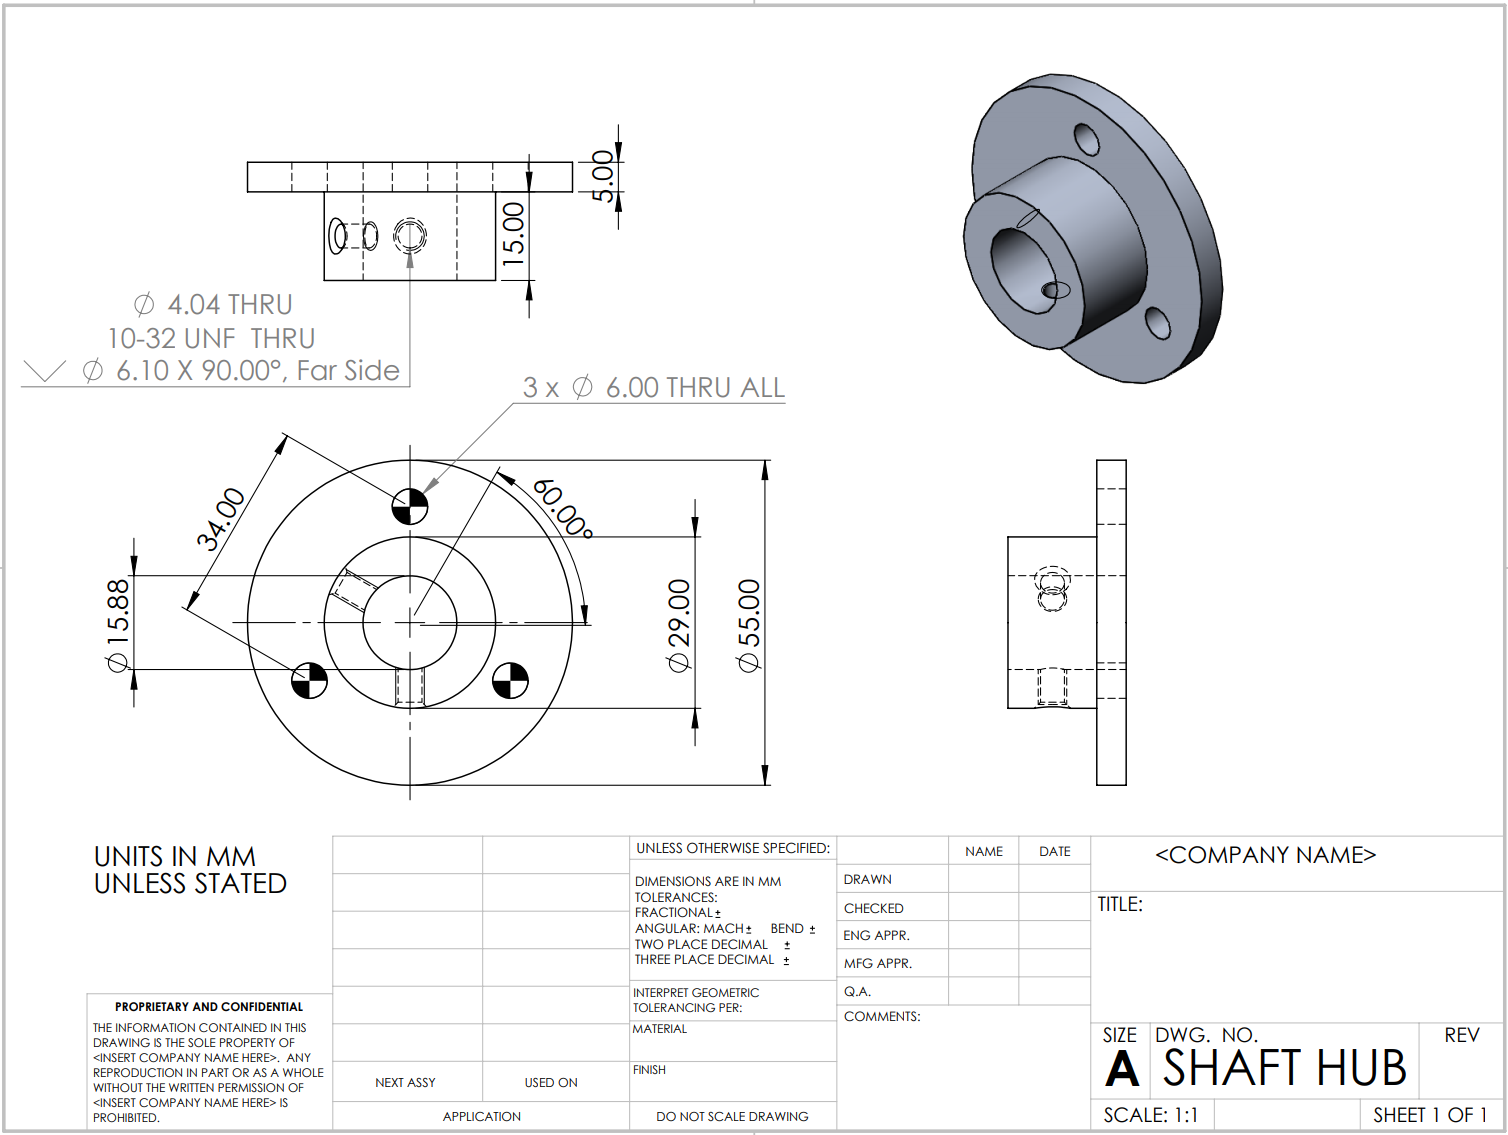 5.00
15.00
⌀ 4.04 THRU
10-32 UNF THRU
⌵ ⌀ 6.10 X 90.00°, Far Side
3 x ⌀ 6.00 THRU ALL
34.00
60.00°
⌀15.88
⌀29.00
⌀55.00
UNITS IN MM
UNLESS STATED
PROPRIETARY AND CONFIDENTIAL
THE INFORMATION CONTAINED IN THIS
DRAWING IS THE SOLE PROPERTY OF
<INSERT COMPANY NAME HERE>. ANY
REPRODUCTION IN PART OR AS A WHOLE
WITHOUT THE WRITTEN PERMISSION OF
<INSERT COMPANY NAME HERE> IS
PROHIBITED.
NEXT ASSY
USED ON
APPLICATION
UNLESS OTHERWISE SPECIFIED:
DIMENSIONS ARE IN MM
TOLERANCES:
FRACTIONAL±
ANGULAR: MACH± BEND ±
TWO PLACE DECIMAL ±
THREE PLACE DECIMAL ±
INTERPRET GEOMETRIC
TOLERANCING PER:
MATERIAL
FINISH
DO NOT SCALE DRAWING
NAME
DATE
DRAWN
CHECKED
ENG APPR.
MFG APPR.
Q.A.
COMMENTS:
<COMPANY NAME>
TITLE:
SIZE
A
DWG. NO.
SHAFT HUB
REV
SCALE: 1:1
SHEET 1 OF 1